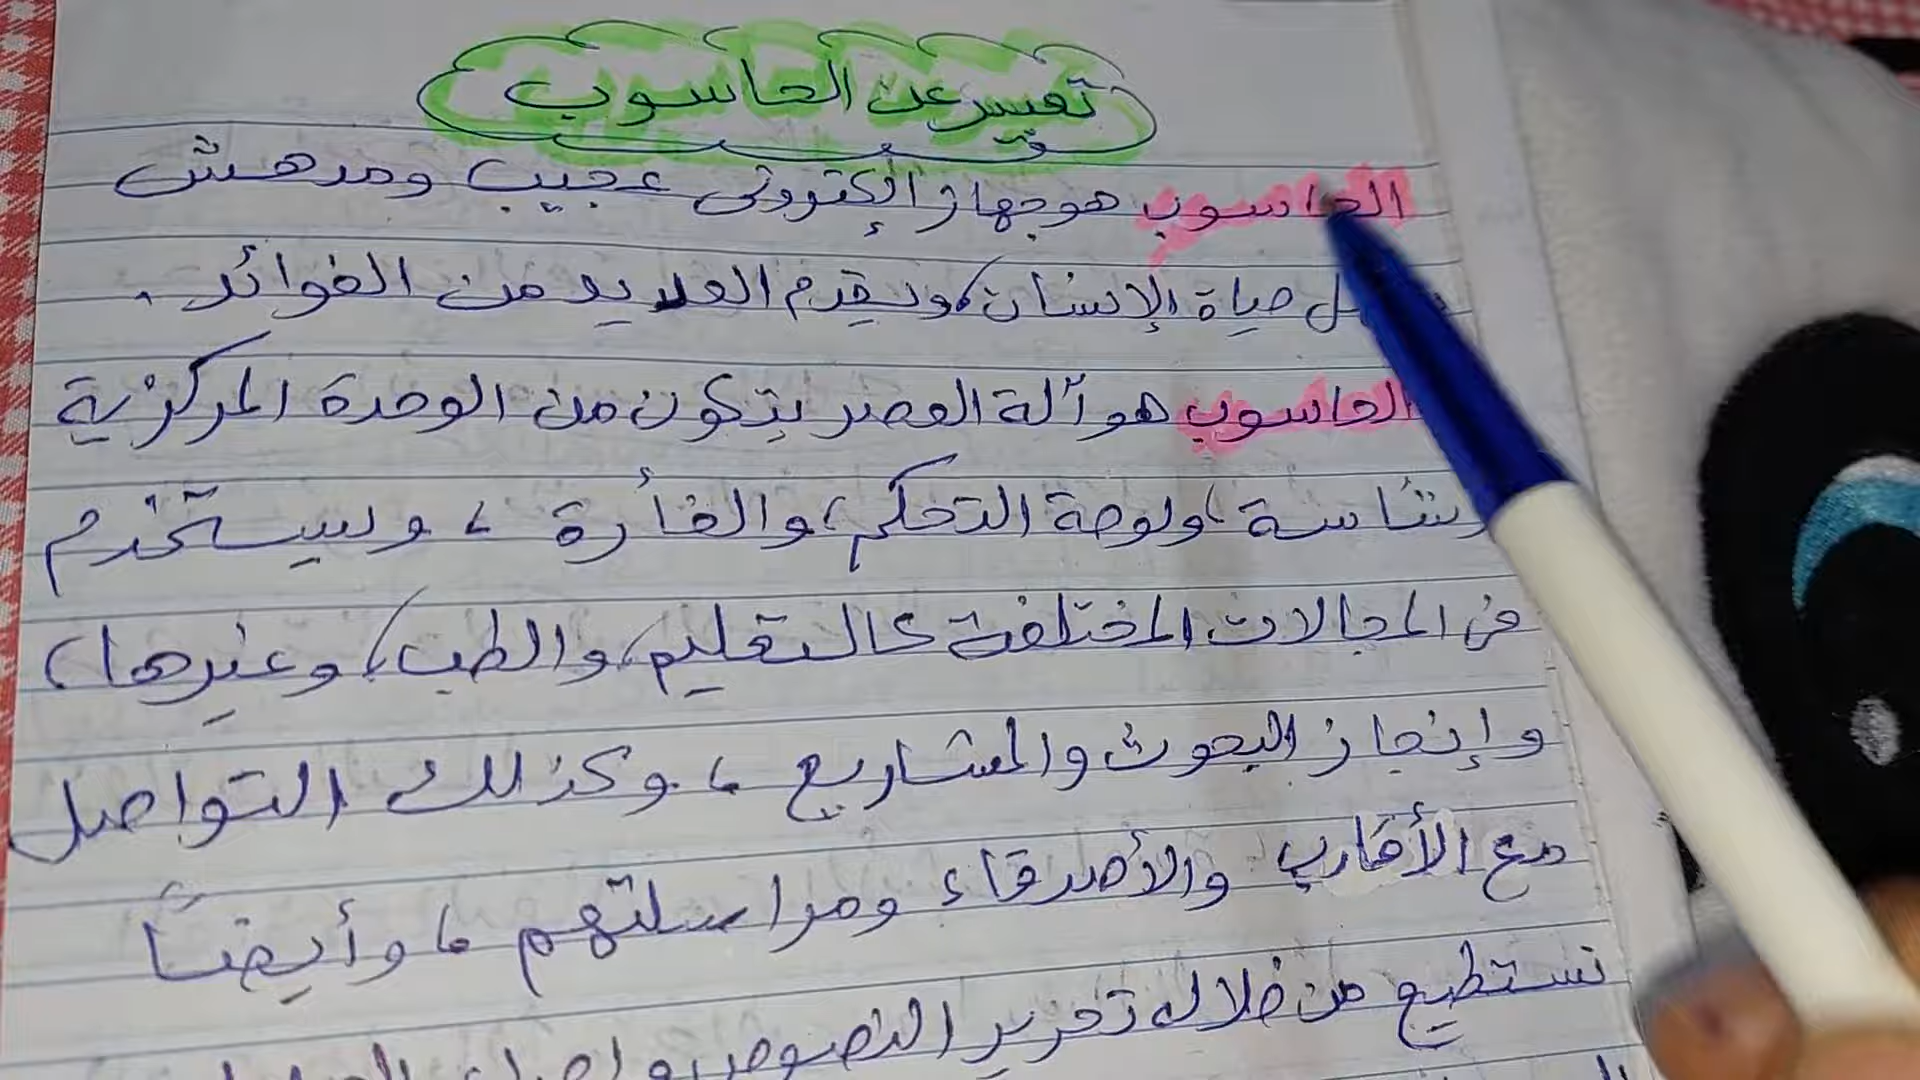 تعبير عن الحاسوب
الحاسوب هو جهاز إلكتروني عجيب ومدهش
حياة الإنسان، ويقدم العديد من الفوائد.
الحاسوب هو آلة العصر يتكون من الوحدة المركزية
ولوحة التحكم، والفأرة، ويستخدم
في المجالات المختلفة كالتعليم، والطب، وغيرها،
وإنجاز البحوث والمشاريع، وكذلك التواصل
مع الأقارب والأصدقاء ومراسلتهم، وأيضاً
نستطيع من خلاله تحرير النصوص